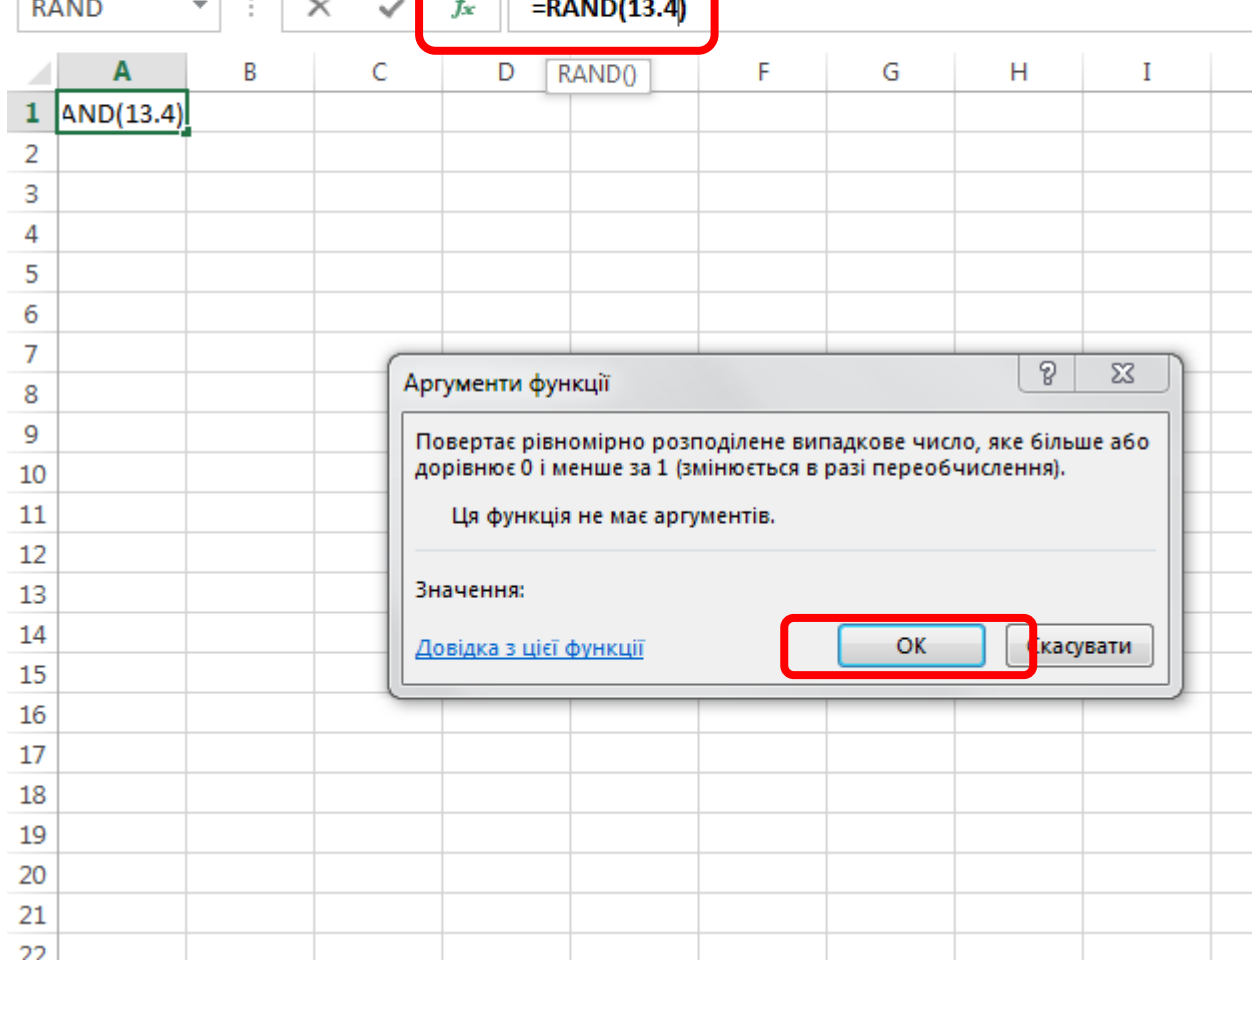 RAND
=RAND(13.4)
A B C D RAND() F G H I
1 AND(13.4)
2
3
4
5
6
7
8
9
10
11
12
13
14
15
16
17
18
19
20
21
22
Аргументи функції
Повертає рівномірно розподілене випадкове число, яке більше або
дорівнює 0 і менше за 1 (змінюється в разі переобчислення).
Ця функція не має аргументів.
Значення:
Довідка з цієї функції
ОК
Скасувати